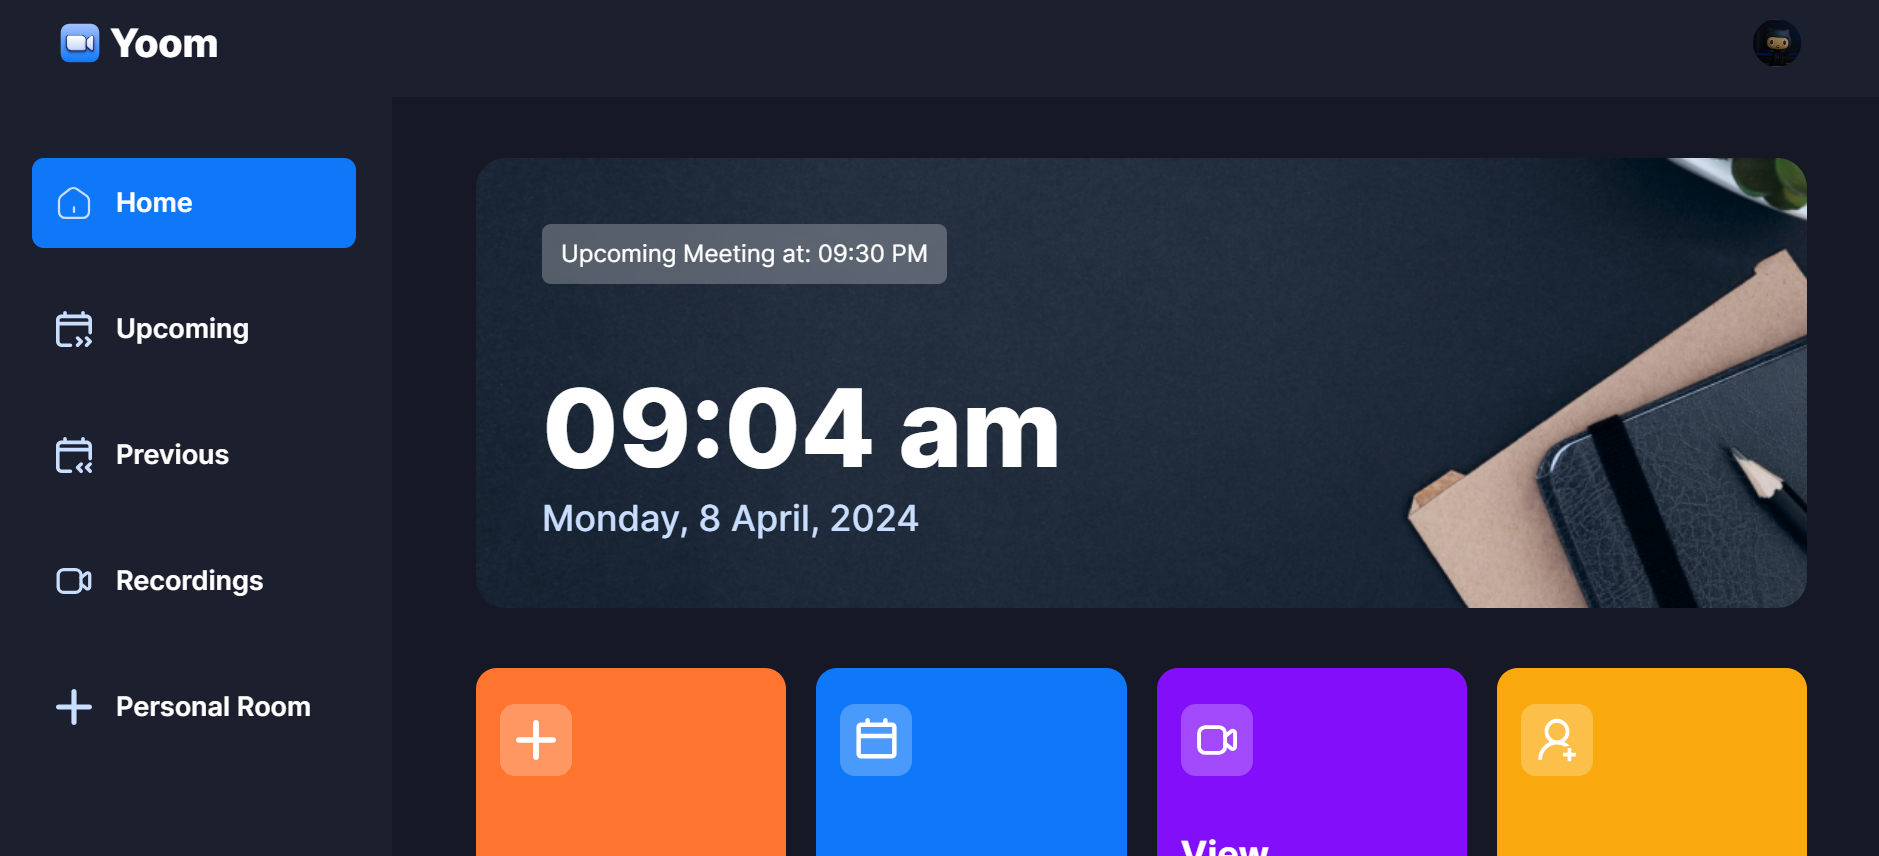 Yoom
Home
Upcoming
Previous
Recordings
Personal Room
Upcoming Meeting at: 09:30 PM
09:04 am
Monday, 8 April, 2024
View